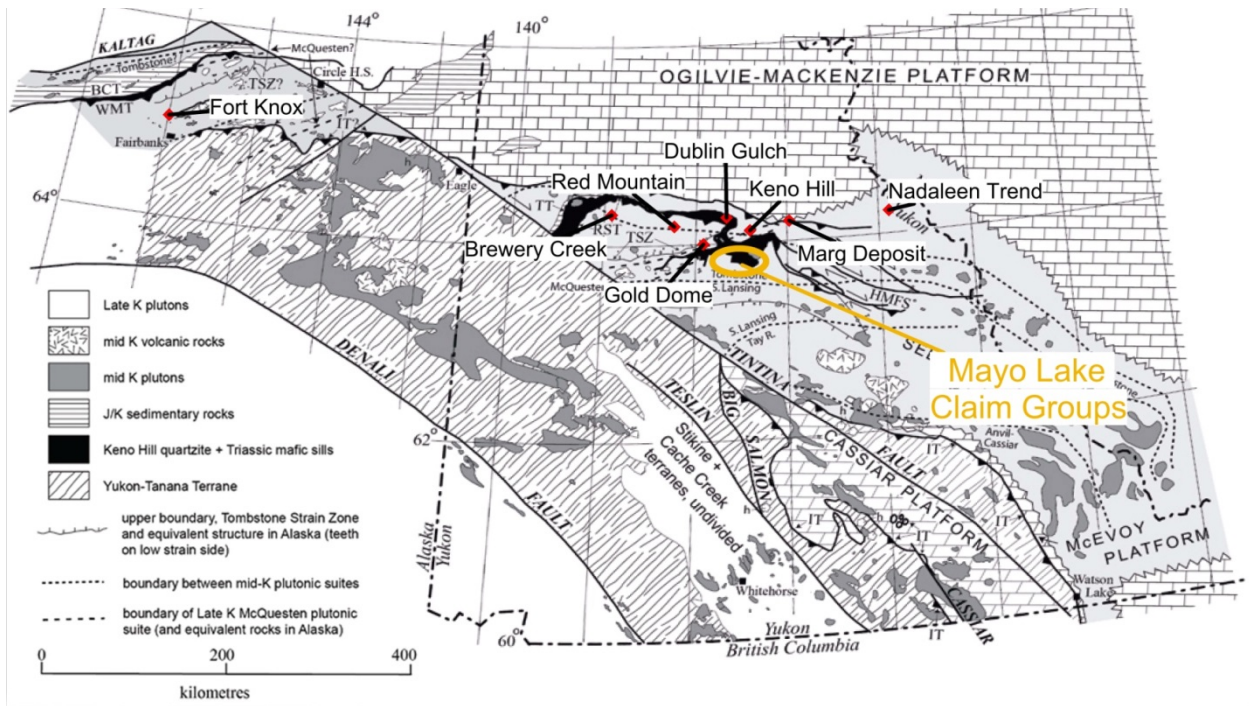 144°
140°
KALTAG
McQuesten?
Tombstone?
Circle H.S.
TSZ?
BCT
WMT
Fort Knox
IT?
Fairbanks
OGILVIE-MACKENZIE PLATFORM
Dublin Gulch
Red Mountain
Keno Hill
Nadaleen Trend
Eagle
64°
TT
RST
TSZ
Yukon
Brewery Creek
Marg Deposit
McQuesten
Tombstone
S. Lansing
Gold Dome
HMFS
S. Lansing
Tay R.
SEL
Mayo Lake
Claim Groups
Late K plutons
mid K volcanic rocks
mid K plutons
J/K sedimentary rocks
Keno Hill quartzite + Triassic mafic sills
Yukon-Tanana Terrane
upper boundary, Tombstone Strain Zone
and equivalent structure in Alaska (teeth
on low strain side)
boundary between mid-K plutonic suites
boundary of Late K McQuesten plutonic
suite (and equivalent rocks in Alaska)
0
200
400
kilometres
DENALI
FAULT
TINTINA
FAULT
TESLIN
BIG
SALMON
Stikine +
Cache Creek
terranes, undivided
62°
CASSIAR PLATFORM
Anvil-
Cassiar
IT
h
h
h
h
IT
IT
IT
IT
IT
McEVOY
PLATFORM
Watson
Lake
CASSIAR
Alaska
Yukon
Whitehorse
60°
Yukon
British Columbia